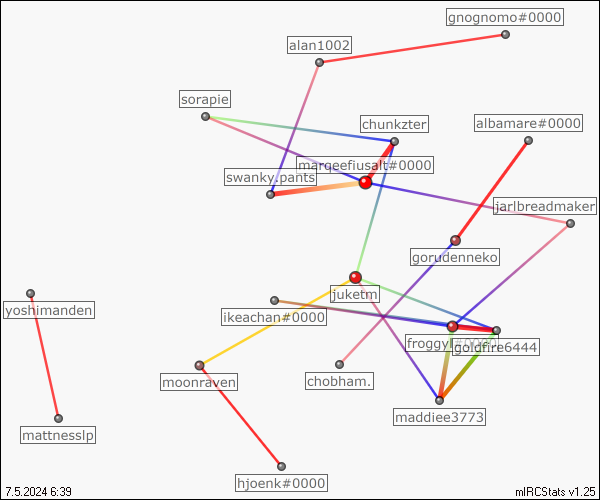 gnognomo#0000
alan1002
sorapie
chunkzter
albamare#0000
marqeefiusalt#0000
swanky.pants
jarlbreadmaker
gorudenneko
juketm
yoshimanden
ikeachan#0000
goldfire6444
moonraven
chobham.
maddiee3773
mattnesslp
hjoenk#0000
7.5.2024 6:39
mIRCStats v1.25